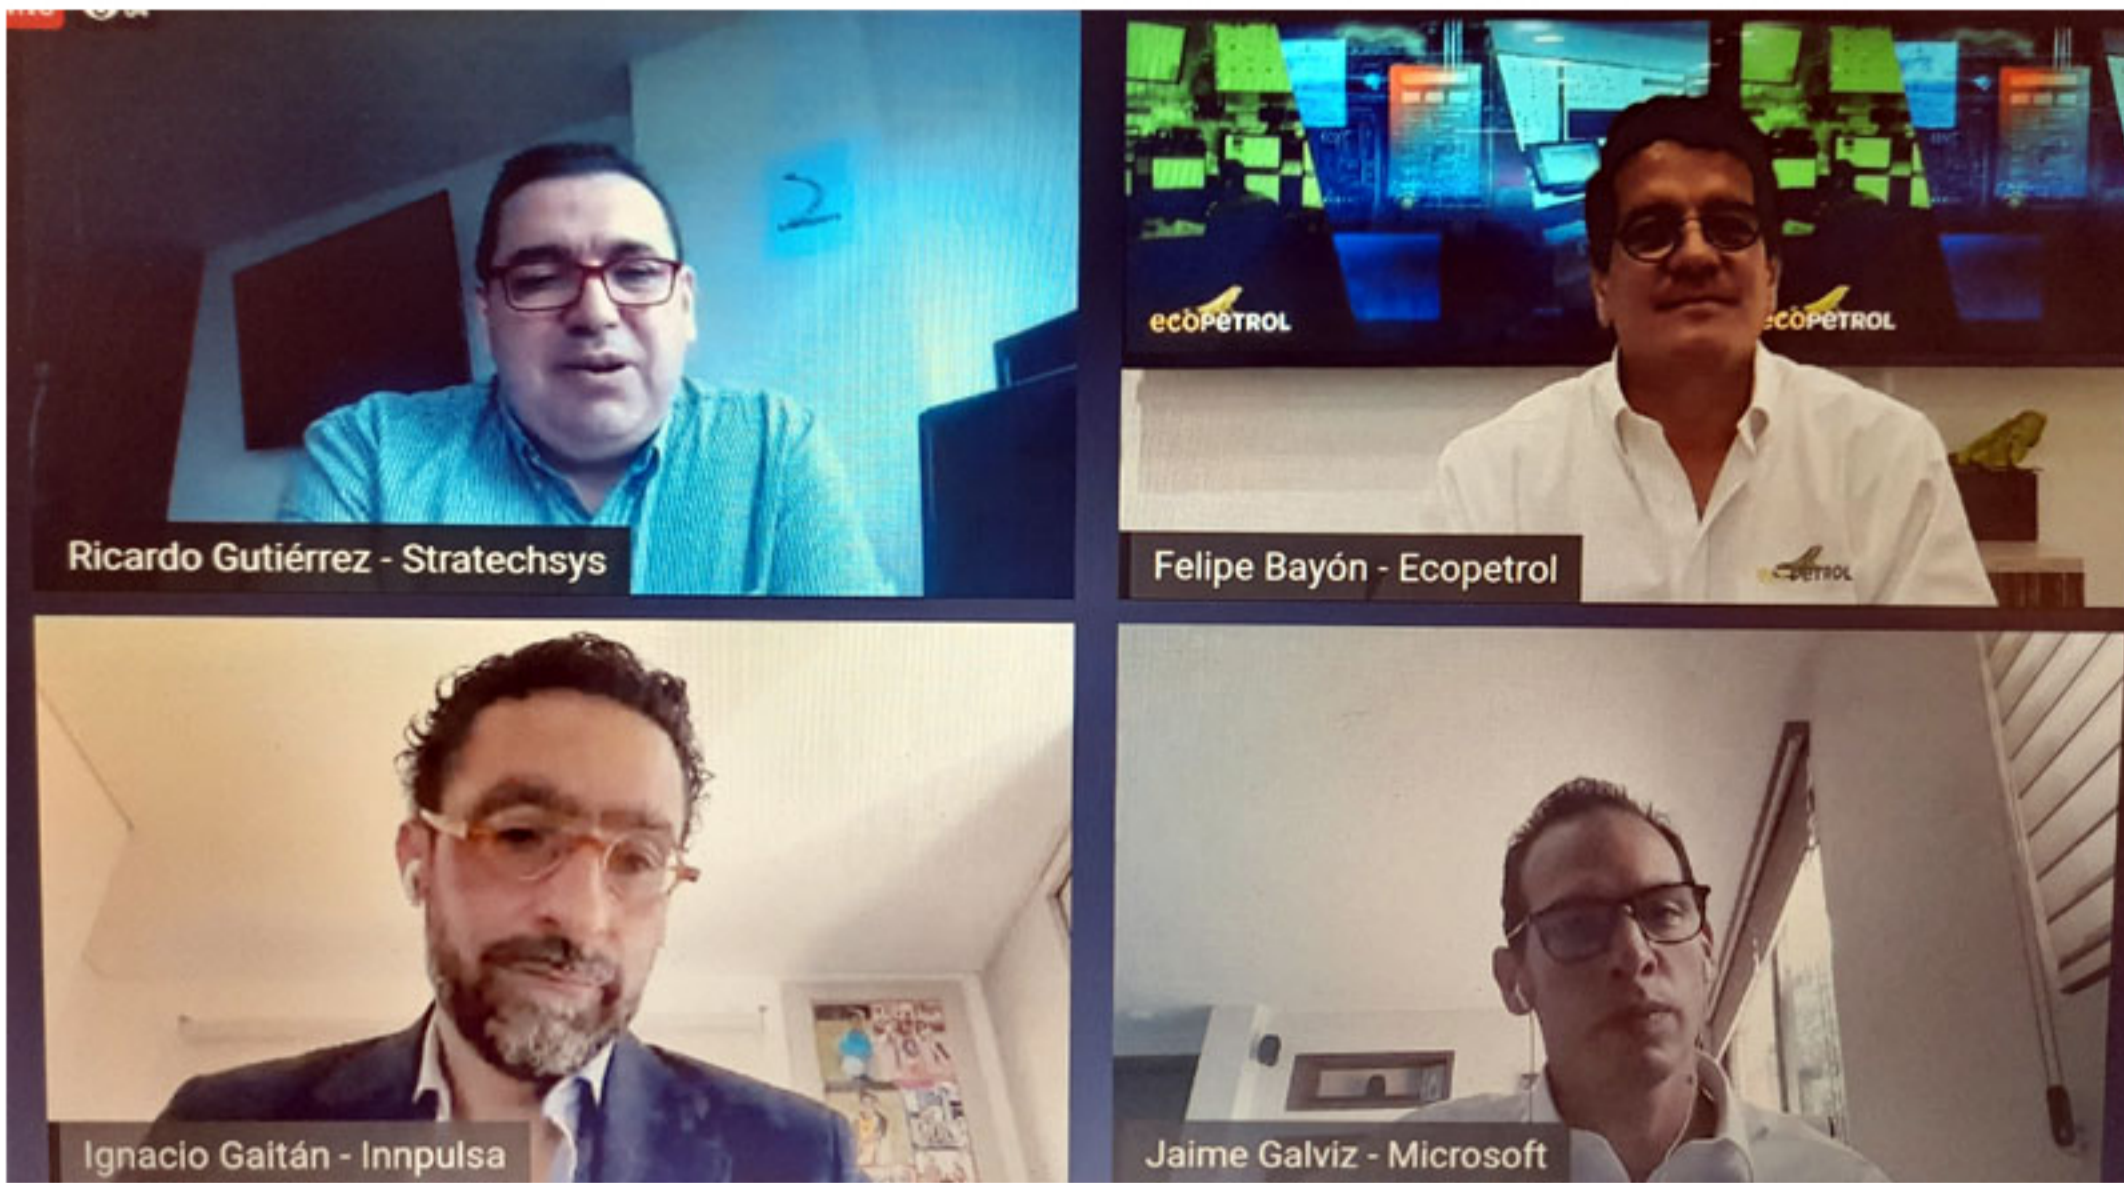 2
ecopetrol
ecopetrol
Ricardo Gutiérrez - Stratechsys
Felipe Bayón - Ecopetrol
Ignacio Gaitán - Innpulsa
Jaime Galviz - Microsoft